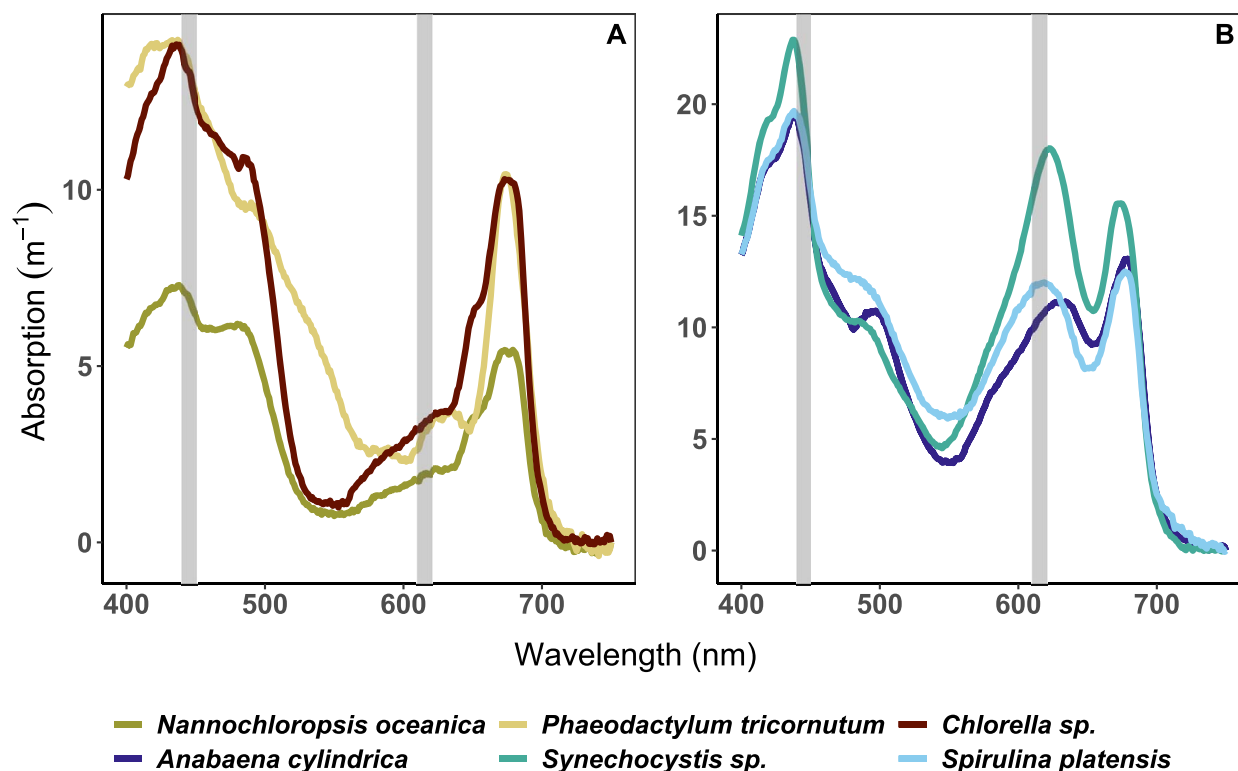 A
B
10
5
0
20
15
10
5
0
Absorption (m⁻¹)
400 500 600 700
400 500 600 700
Wavelength (nm)
Nannochloropsis oceanica Phaeodactylum tricornutum Chlorella sp.
Anabaena cylindrica Synechocystis sp. Spirulina platensis